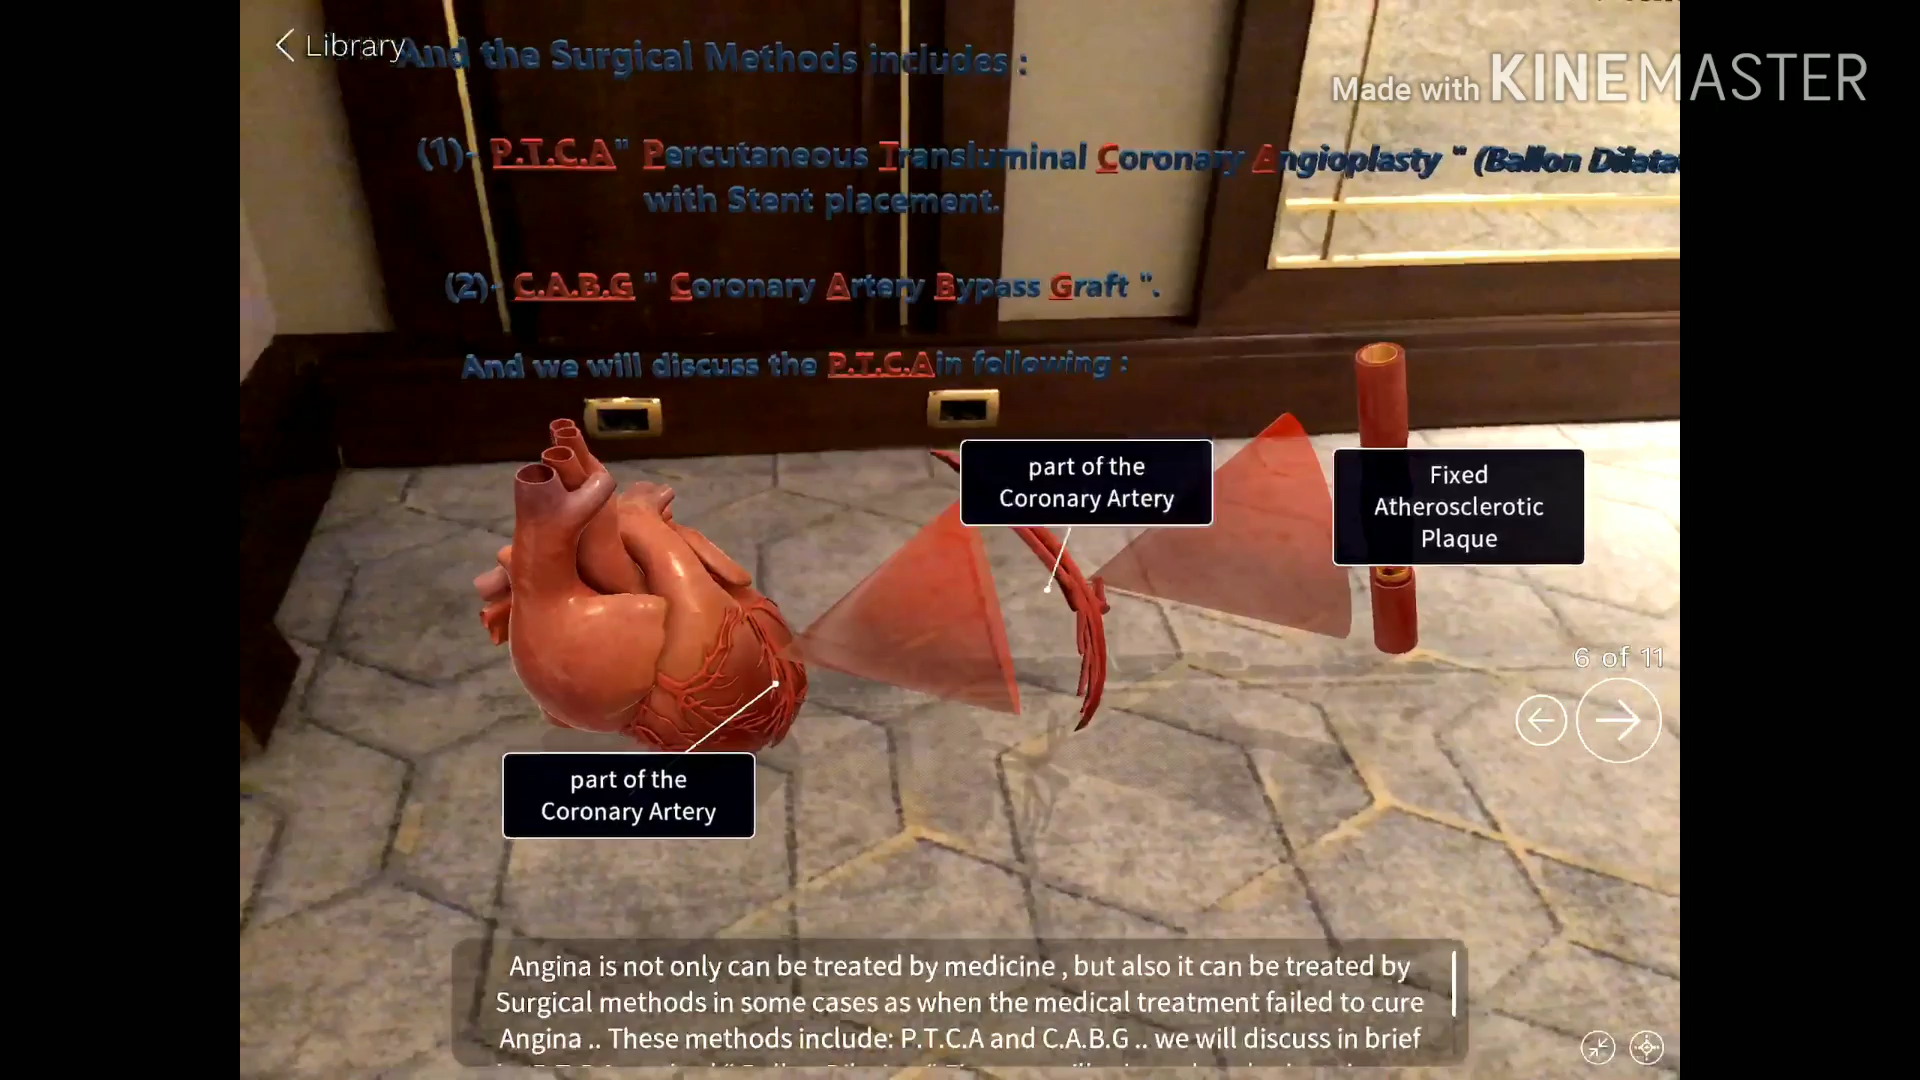 Library
Made with KINEMASTER
And the Surgical Methods includes :
(1)- P.T.C.A " Percutaneous Transluminal Coronary Angioplasty " (Ballon
with Stent placement.
(2)- C.A.B.G " Coronary Artery Bypass Graft ".
And we will discuss the P.T.C.A in following :
part of the
Coronary Artery
Fixed
Atherosclerotic
Plaque
6 of 11
part of the
Coronary Artery
Angina is not only can be treated by medicine , but also it can be treated by
Surgical methods in some cases as when the medical treatment failed to cure
Angina .. These methods include: P.T.C.A and C.A.B.G .. we will discuss in brief